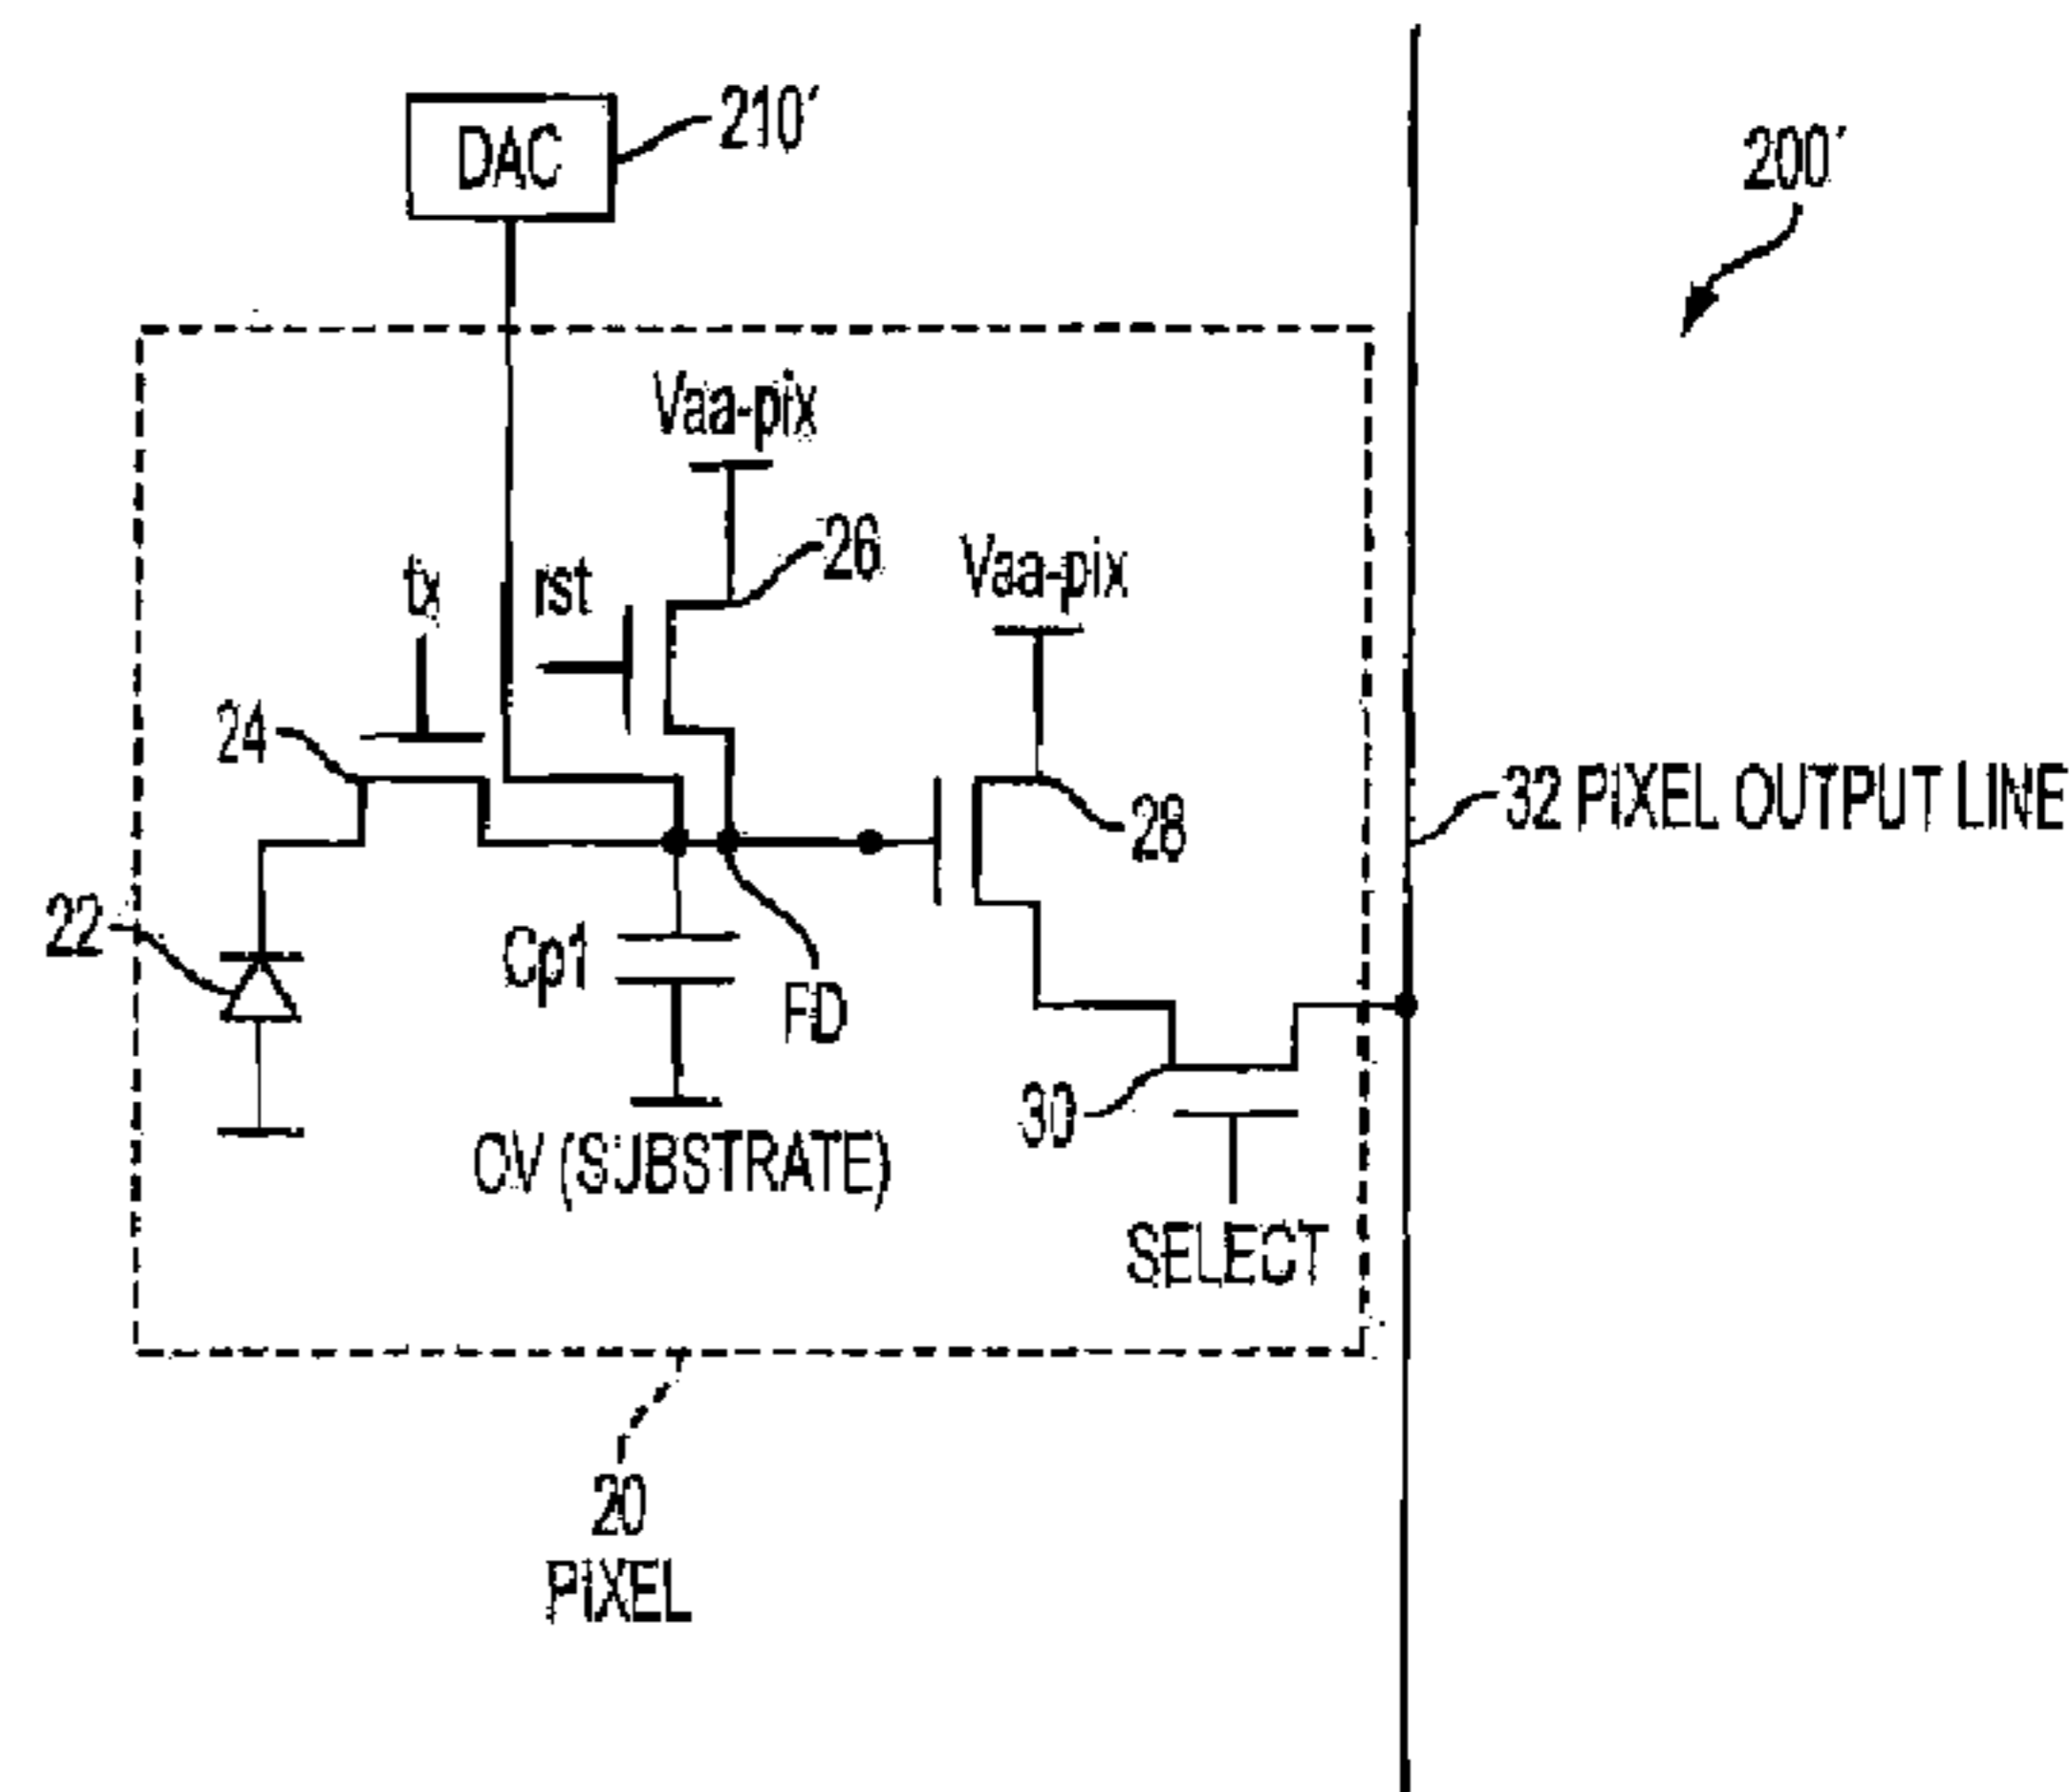 DAC
210′
200′
Vaa-pix
26
tx
rst
Vaa-pix
24
28
32 PIXEL OUTPUT LINE
22
Cp1
FD
30
0V (SUBSTRATE)
SELECT
20
PIXEL